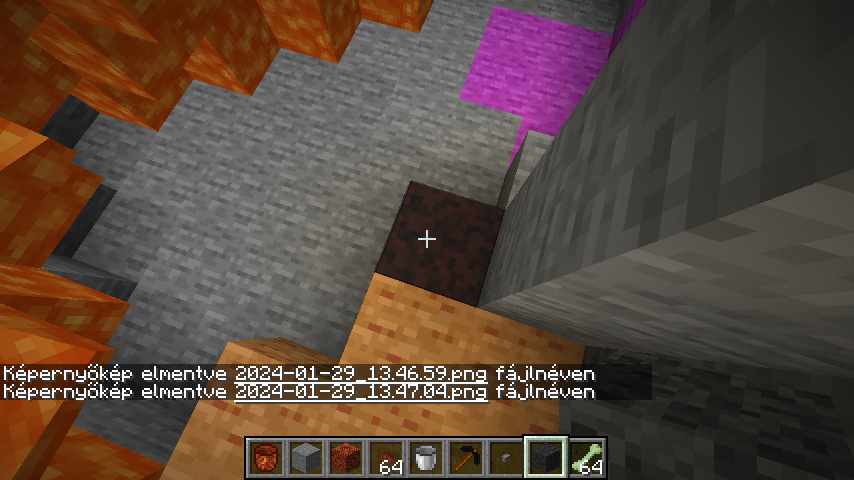 Képernyőkép elmentve 2024-01-29_13.46.59.png fájlnéven
Képernyőkép elmentve 2024-01-29_13.47.04.png fájlnéven
64 64